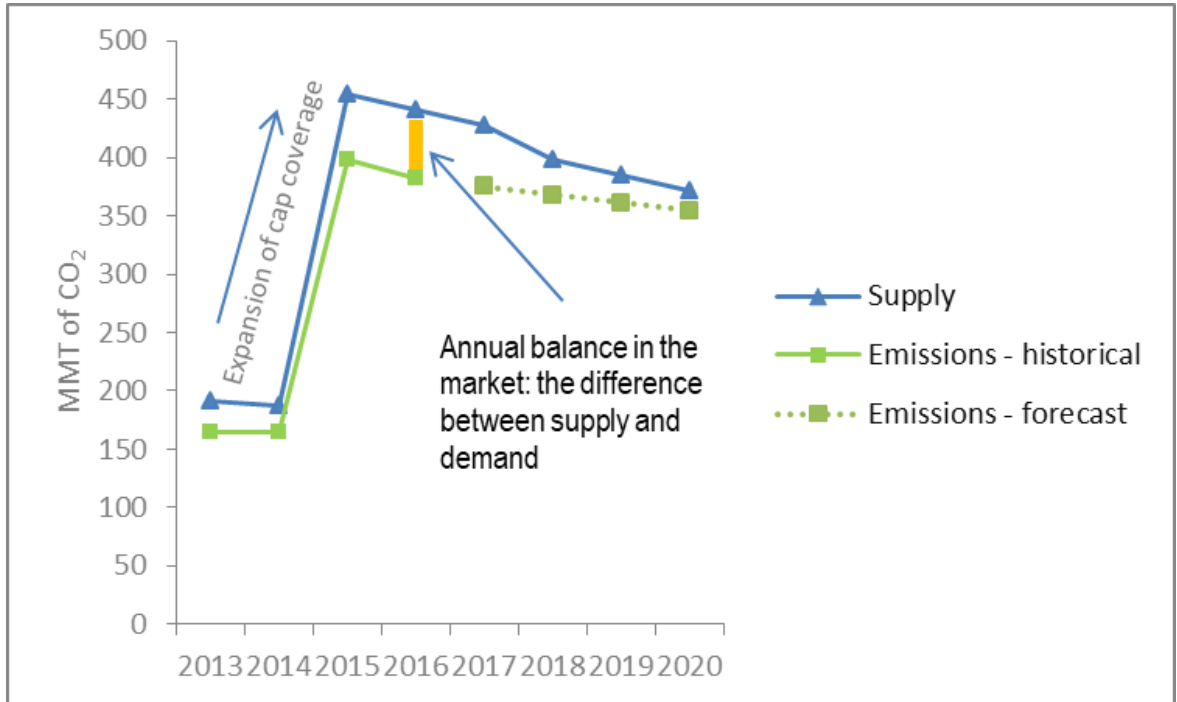 500
450
400
350
300
250
200
150
100
50
0
MMT of CO₂
Expansion of cap coverage
Annual balance in the
market: the difference
between supply and
demand
2013 2014 2015 2016 2017 2018 2019 2020
Supply
Emissions - historical
Emissions - forecast